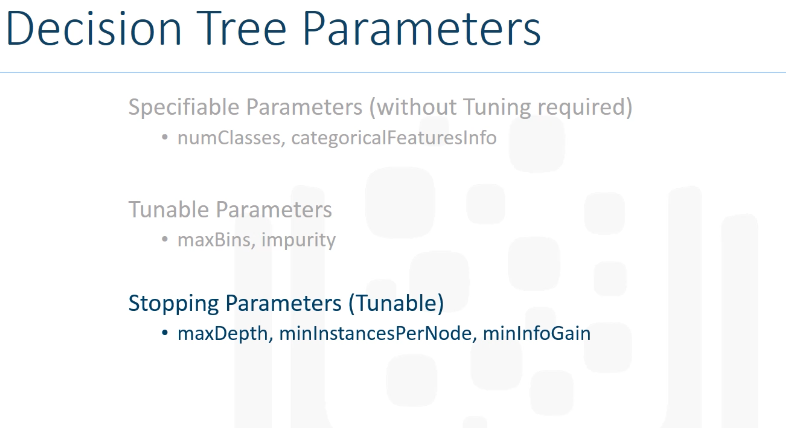 Decision Tree Parameters
Specifiable Parameters (without Tuning required)
• numClasses, categoricalFeaturesInfo
Tunable Parameters
• maxBins, impurity
Stopping Parameters (Tunable)
• maxDepth, minInstancesPerNode, minInfoGain